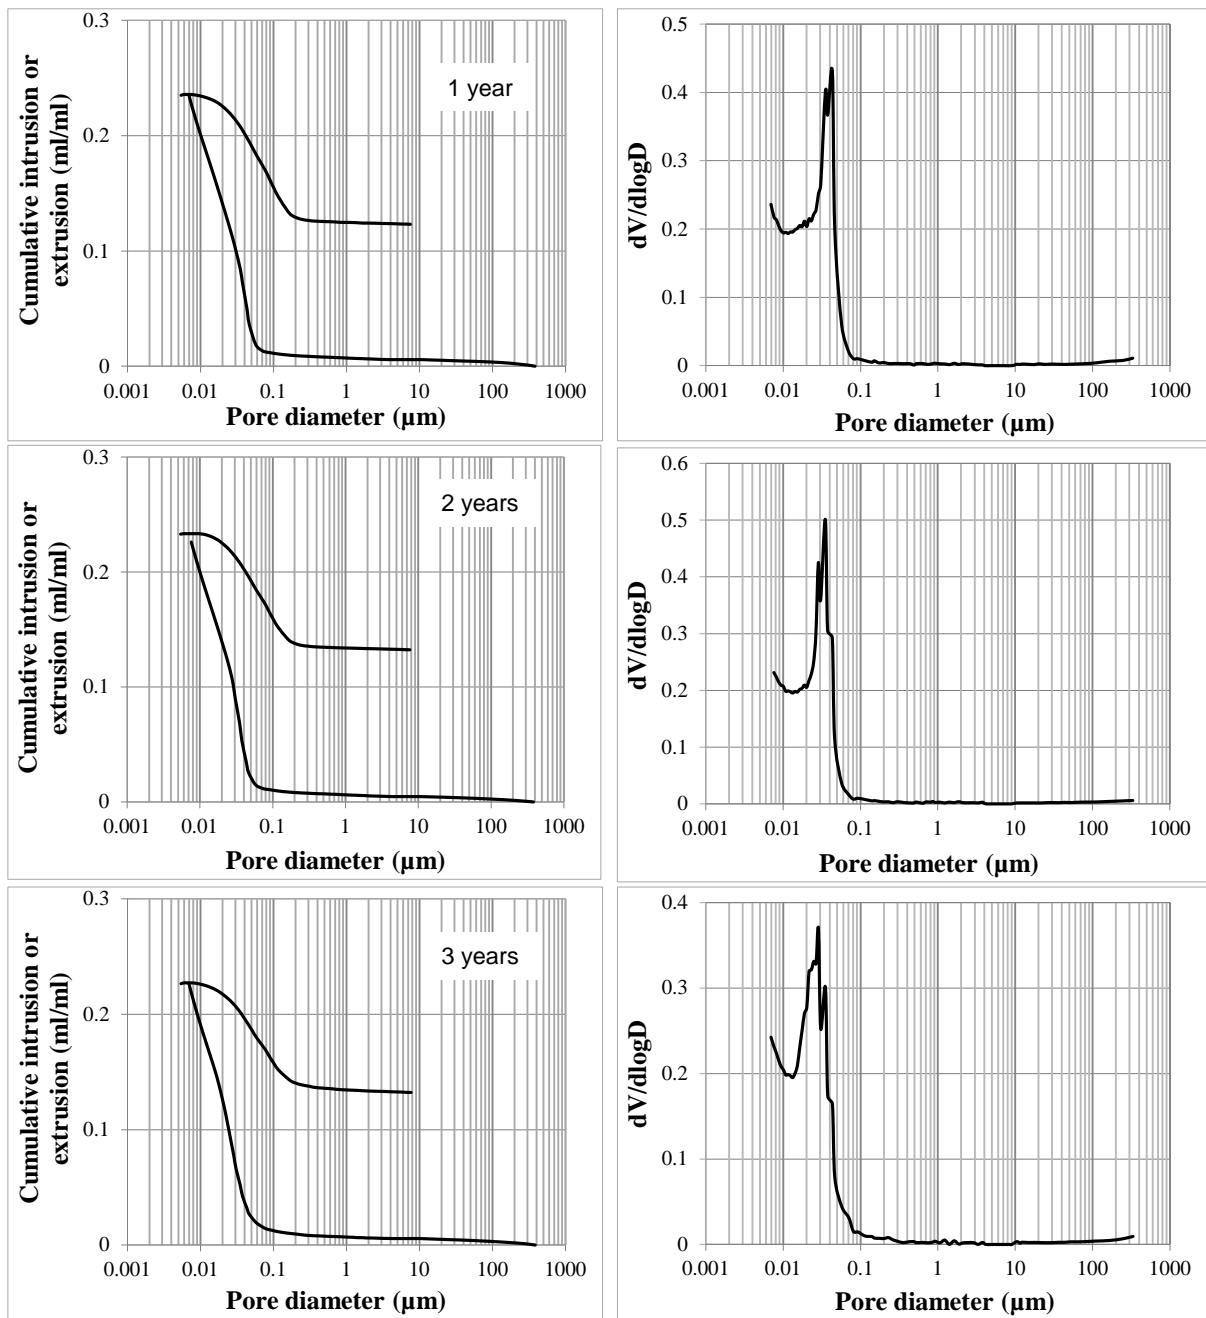 Cumulative intrusion or
extrusion (ml/ml)
0.3
0.2
0.1
0
1 year
0.001 0.01 0.1 1 10 100 1000
Pore diameter (µm)
dV/dlogD
0.5
0.4
0.3
0.2
0.1
0
0.001 0.01 0.1 1 10 100 1000
Pore diameter (µm)
Cumulative intrusion or
extrusion (ml/ml)
0.3
0.2
0.1
0
2 years
0.001 0.01 0.1 1 10 100 1000
Pore diameter (µm)
dV/dlogD
0.6
0.5
0.4
0.3
0.2
0.1
0
0.001 0.01 0.1 1 10 100 1000
Pore diameter (µm)
Cumulative intrusion or
extrusion (ml/ml)
0.3
0.2
0.1
0
3 years
0.001 0.01 0.1 1 10 100 1000
Pore diameter (µm)
dV/dlogD
0.4
0.3
0.2
0.1
0
0.001 0.01 0.1 1 10 100 1000
Pore diameter (µm)